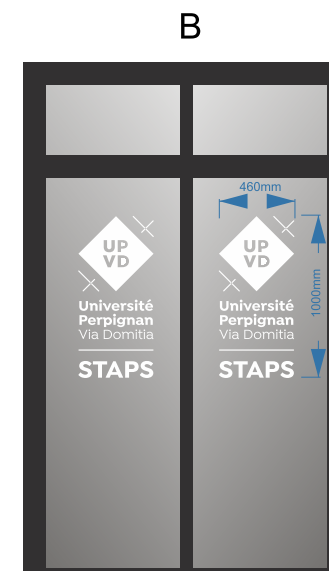 B
UP
VD
Université
Perpignan
Via Domitia
STAPS
460mm
UP
VD
Université
Perpignan
Via Domitia
STAPS
1000mm